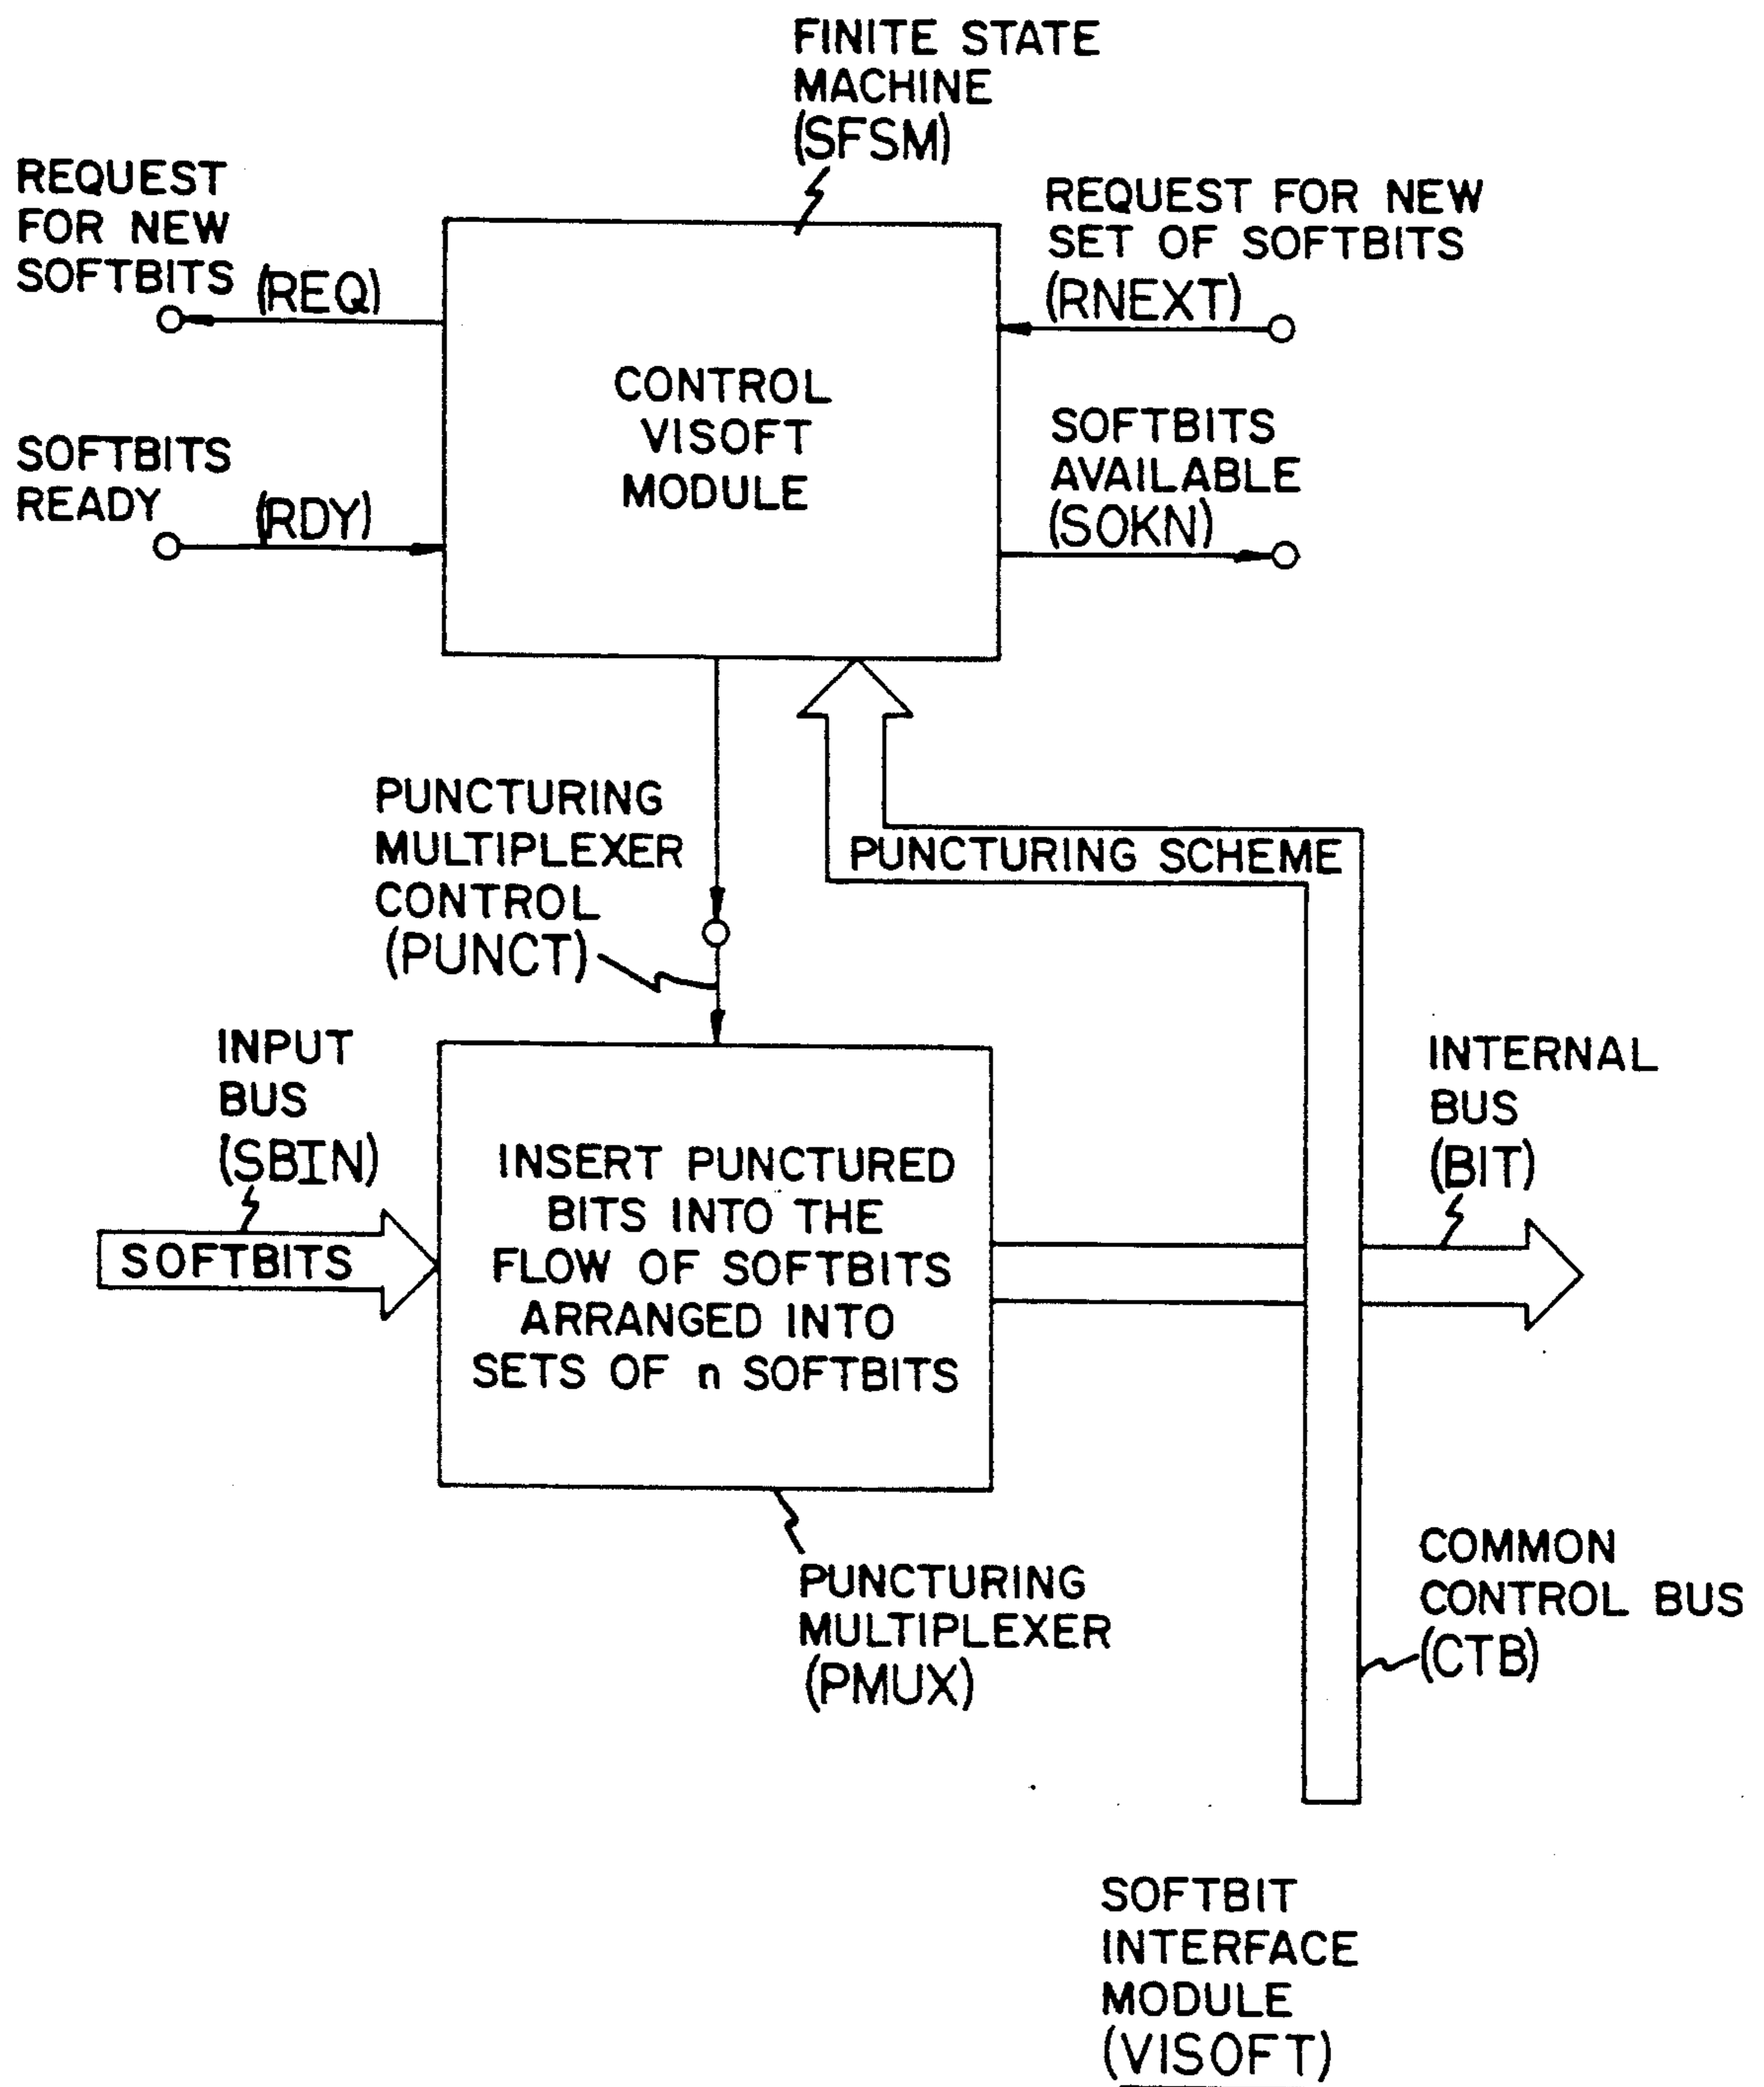 FINITE STATE
MACHINE
(SFSM)
REQUEST
FOR NEW
SOFTBITS
(REQ)
REQUEST FOR NEW
SET OF SOFTBITS
(RNEXT)
CONTROL
VISOFT
MODULE
SOFTBITS
READY
(RDY)
SOFTBITS
AVAILABLE
(SOKN)
PUNCTURING
MULTIPLEXER
CONTROL
(PUNCT)
PUNCTURING SCHEME
INPUT
BUS
(SBIN)
SOFTBITS
INSERT PUNCTURED
BITS INTO THE
FLOW OF SOFTBITS
ARRANGED INTO
SETS OF n SOFTBITS
INTERNAL
BUS
(BIT)
PUNCTURING
MULTIPLEXER
(PMUX)
COMMON
CONTROL BUS
(CTB)
SOFTBIT
INTERFACE
MODULE
(VISOFT)